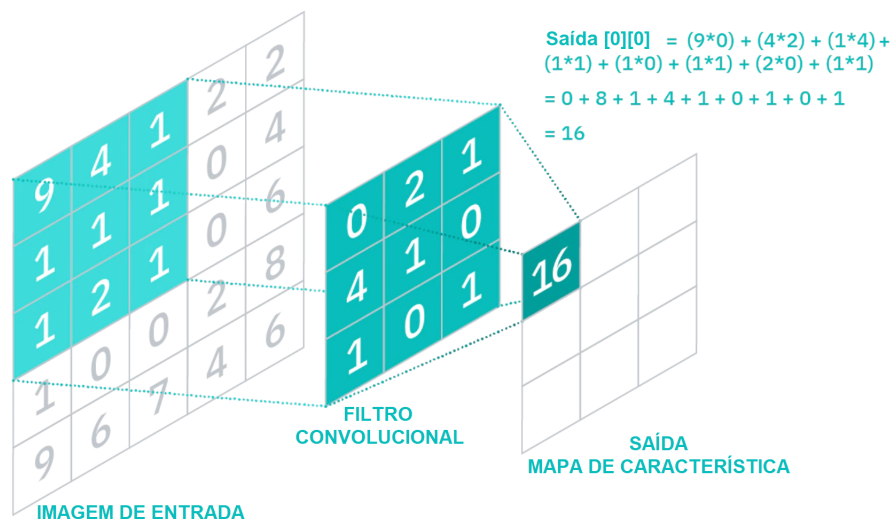 Saída [0][0] = (9*0) + (4*2) + (1*4) +
(1*1) + (1*0) + (1*1) + (2*0) + (1*1)
= 0 + 8 + 1 + 4 + 1 + 0 + 1 + 0 + 1
= 16
9 4 1 2 2
1 1 1 0 4
1 2 1 0 6
1 0 0 2 8
9 6 7 4 6
IMAGEM DE ENTRADA
0 2 1
4 1 0
1 0 1
FILTRO
CONVOLUCIONAL
16
SAÍDA
MAPA DE CARACTERÍSTICA